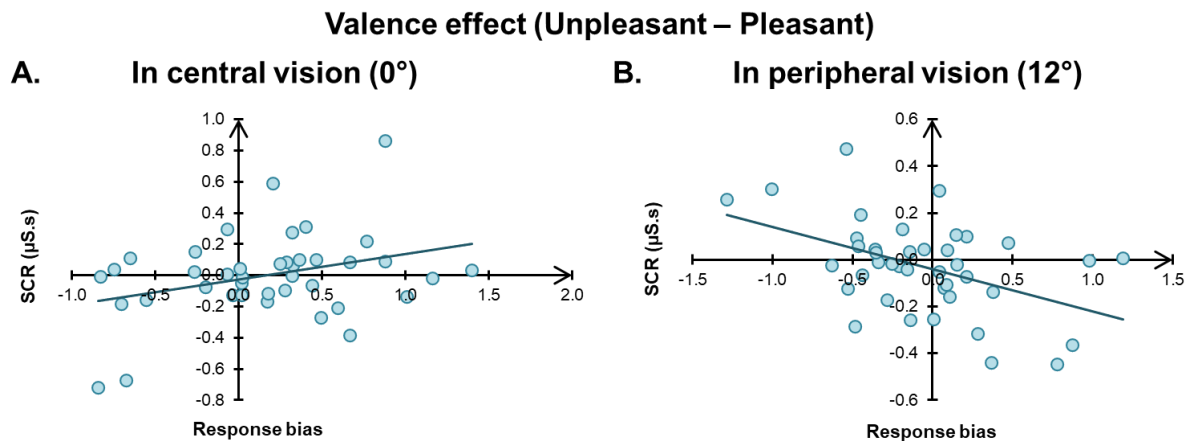 Valence effect (Unpleasant – Pleasant)
A. In central vision (0°)
SCR (µS.s)
1.0
0.8
0.6
0.4
0.2
0.0
-0.2
-0.4
-0.6
-0.8
-1.0 -0.5 0.0 0.5 1.0 1.5 2.0
Response bias
B. In peripheral vision (12°)
SCR (µS.s)
0.6
0.4
0.2
0.0
-0.2
-0.4
-0.6
-1.5 -1.0 -0.5 0.0 0.5 1.0 1.5
Response bias